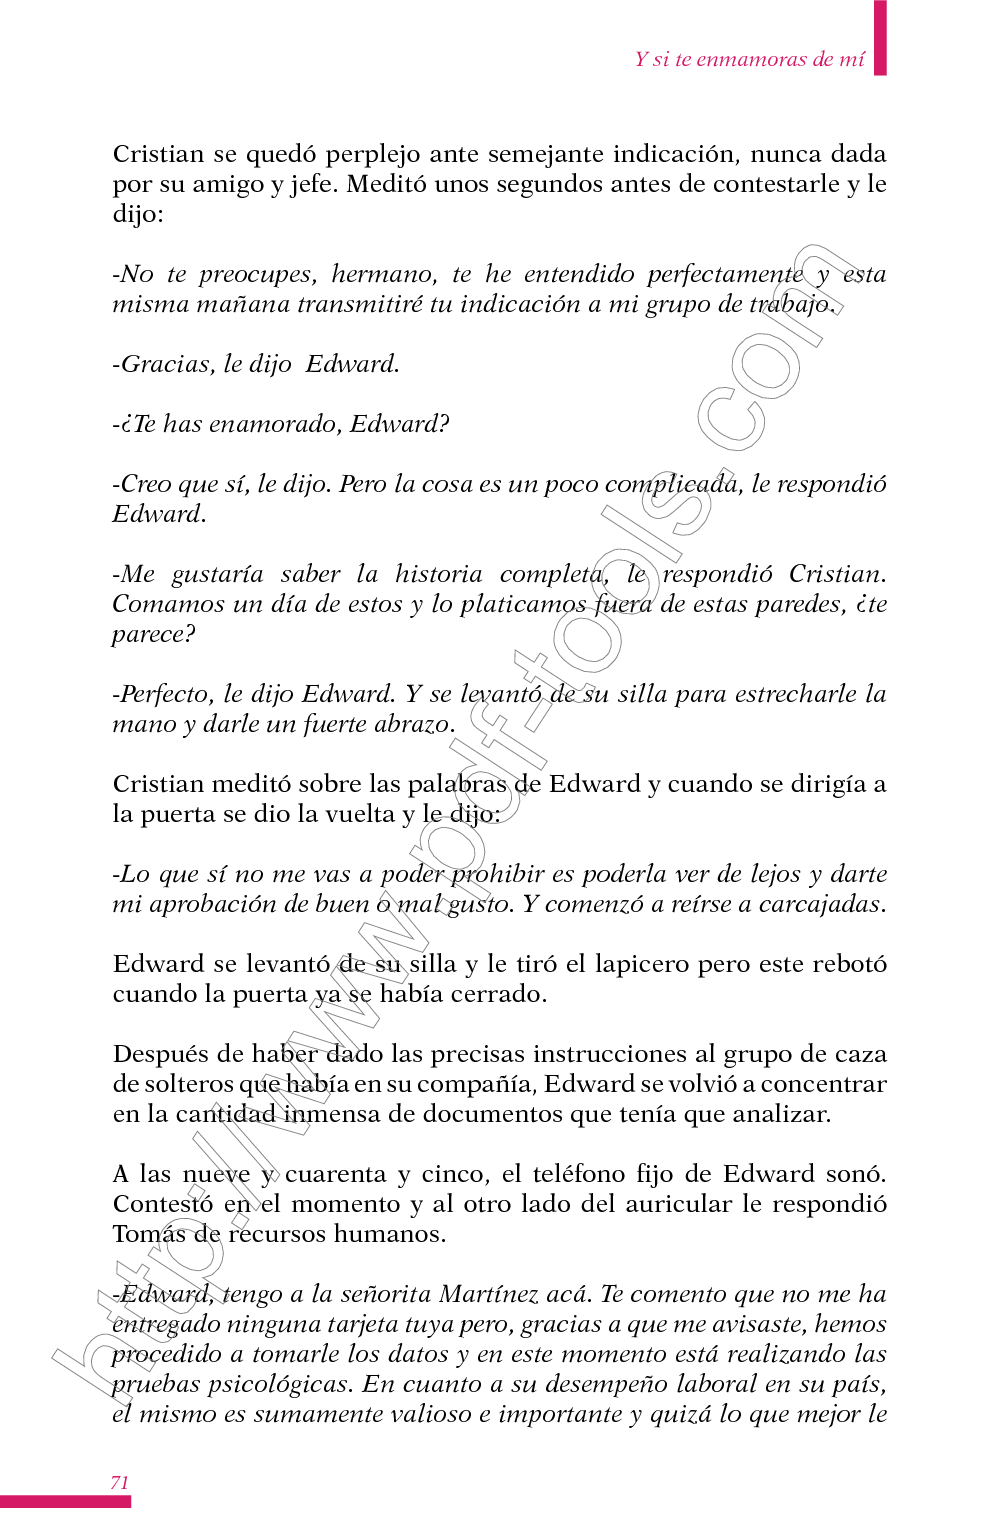 Y si te enmamoras de mí
Cristian se quedó perplejo ante semejante indicación, nunca dada
por su amigo y jefe. Meditó unos segundos antes de contestarle y le
dijo:
-No te preocupes, hermano, te he entendido perfectamente y esta
misma mañana transmitiré tu indicación a mi grupo de trabajo.
-Gracias, le dijo  Edward.
-¿Te has enamorado, Edward?
-Creo que sí, le dijo. Pero la cosa es un poco complicada, le respondió
Edward.
-Me gustaría saber la historia completa, le respondió Cristian.
Comamos un día de estos y lo platicamos fuera de estas paredes, ¿te
parece?
-Perfecto, le dijo Edward. Y se levantó de su silla para estrecharle la
mano y darle un fuerte abrazo.
Cristian meditó sobre las palabras de Edward y cuando se dirigía a
la puerta se dio la vuelta y le dijo:
-Lo que sí no me vas a poder prohibir es poderla ver de lejos y darte
mi aprobación de buen o mal gusto. Y comenzó a reírse a carcajadas.
Edward se levantó de su silla y le tiró el lapicero pero este rebotó
cuando la puerta ya se había cerrado.
Después de haber dado las precisas instrucciones al grupo de caza
de solteros que había en su compañía, Edward se volvió a concentrar
en la cantidad inmensa de documentos que tenía que analizar.
A las nueve y cuarenta y cinco, el teléfono fijo de Edward sonó.
Contestó en el momento y al otro lado del auricular le respondió
Tomás de recursos humanos.
-Edward, tengo a la señorita Martínez acá. Te comento que no me ha
entregado ninguna tarjeta tuya pero, gracias a que me avisaste, hemos
procedido a tomarle los datos y en este momento está realizando las
pruebas psicológicas. En cuanto a su desempeño laboral en su país,
el mismo es sumamente valioso e importante y quizá lo que mejor le
71
http://www.pdf-tools.com